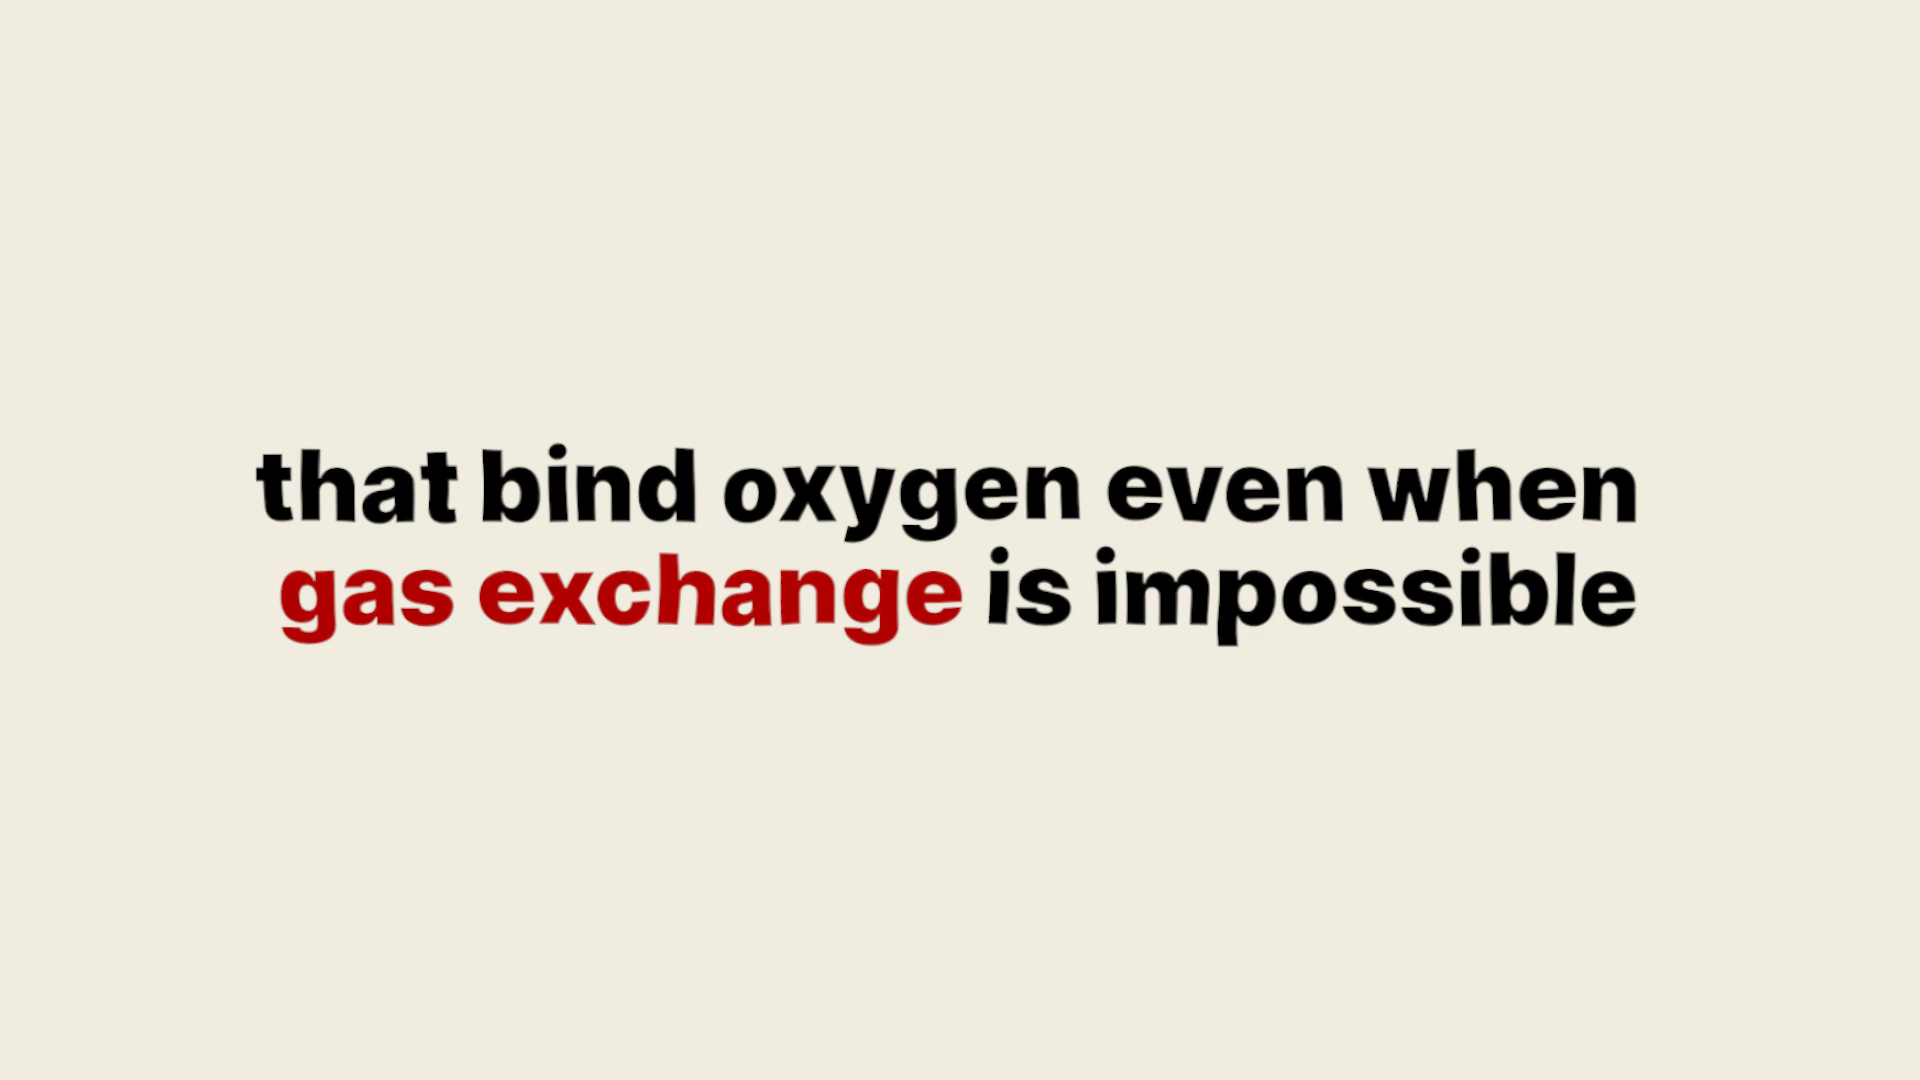 that bind oxygen even when
gas exchange is impossible